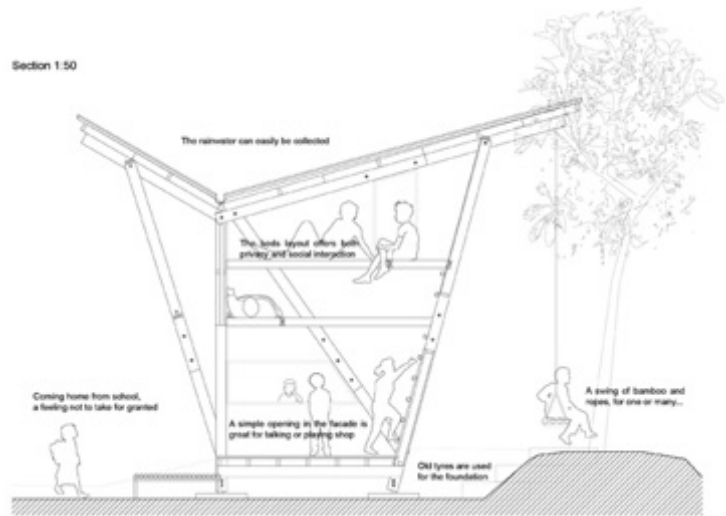 Section 1:50
The rainwater can easily be collected
The beds layout offers both
privacy and social interaction
Coming home from school,
a feeling not to take for granted
A simple opening in the facade is
great for talking or playing shop
A swing of bamboo and
ropes, for one or many...
Old tyres are used
for the foundation